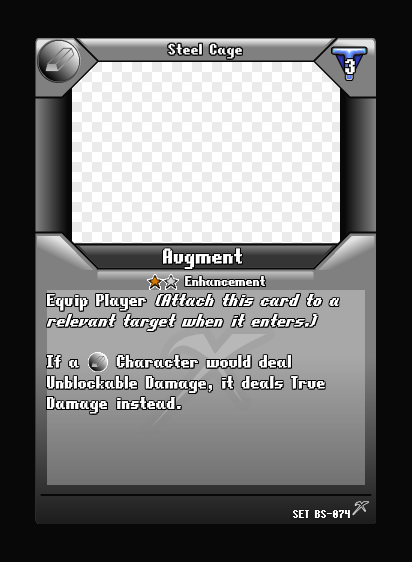 Steel Cage
3
Augment
Enhancement
Equip Player (Attach this card to a
relevant target when it enters.)
If a Character would deal
Unblockable Damage, it deals True
Damage instead.
SET BS-074